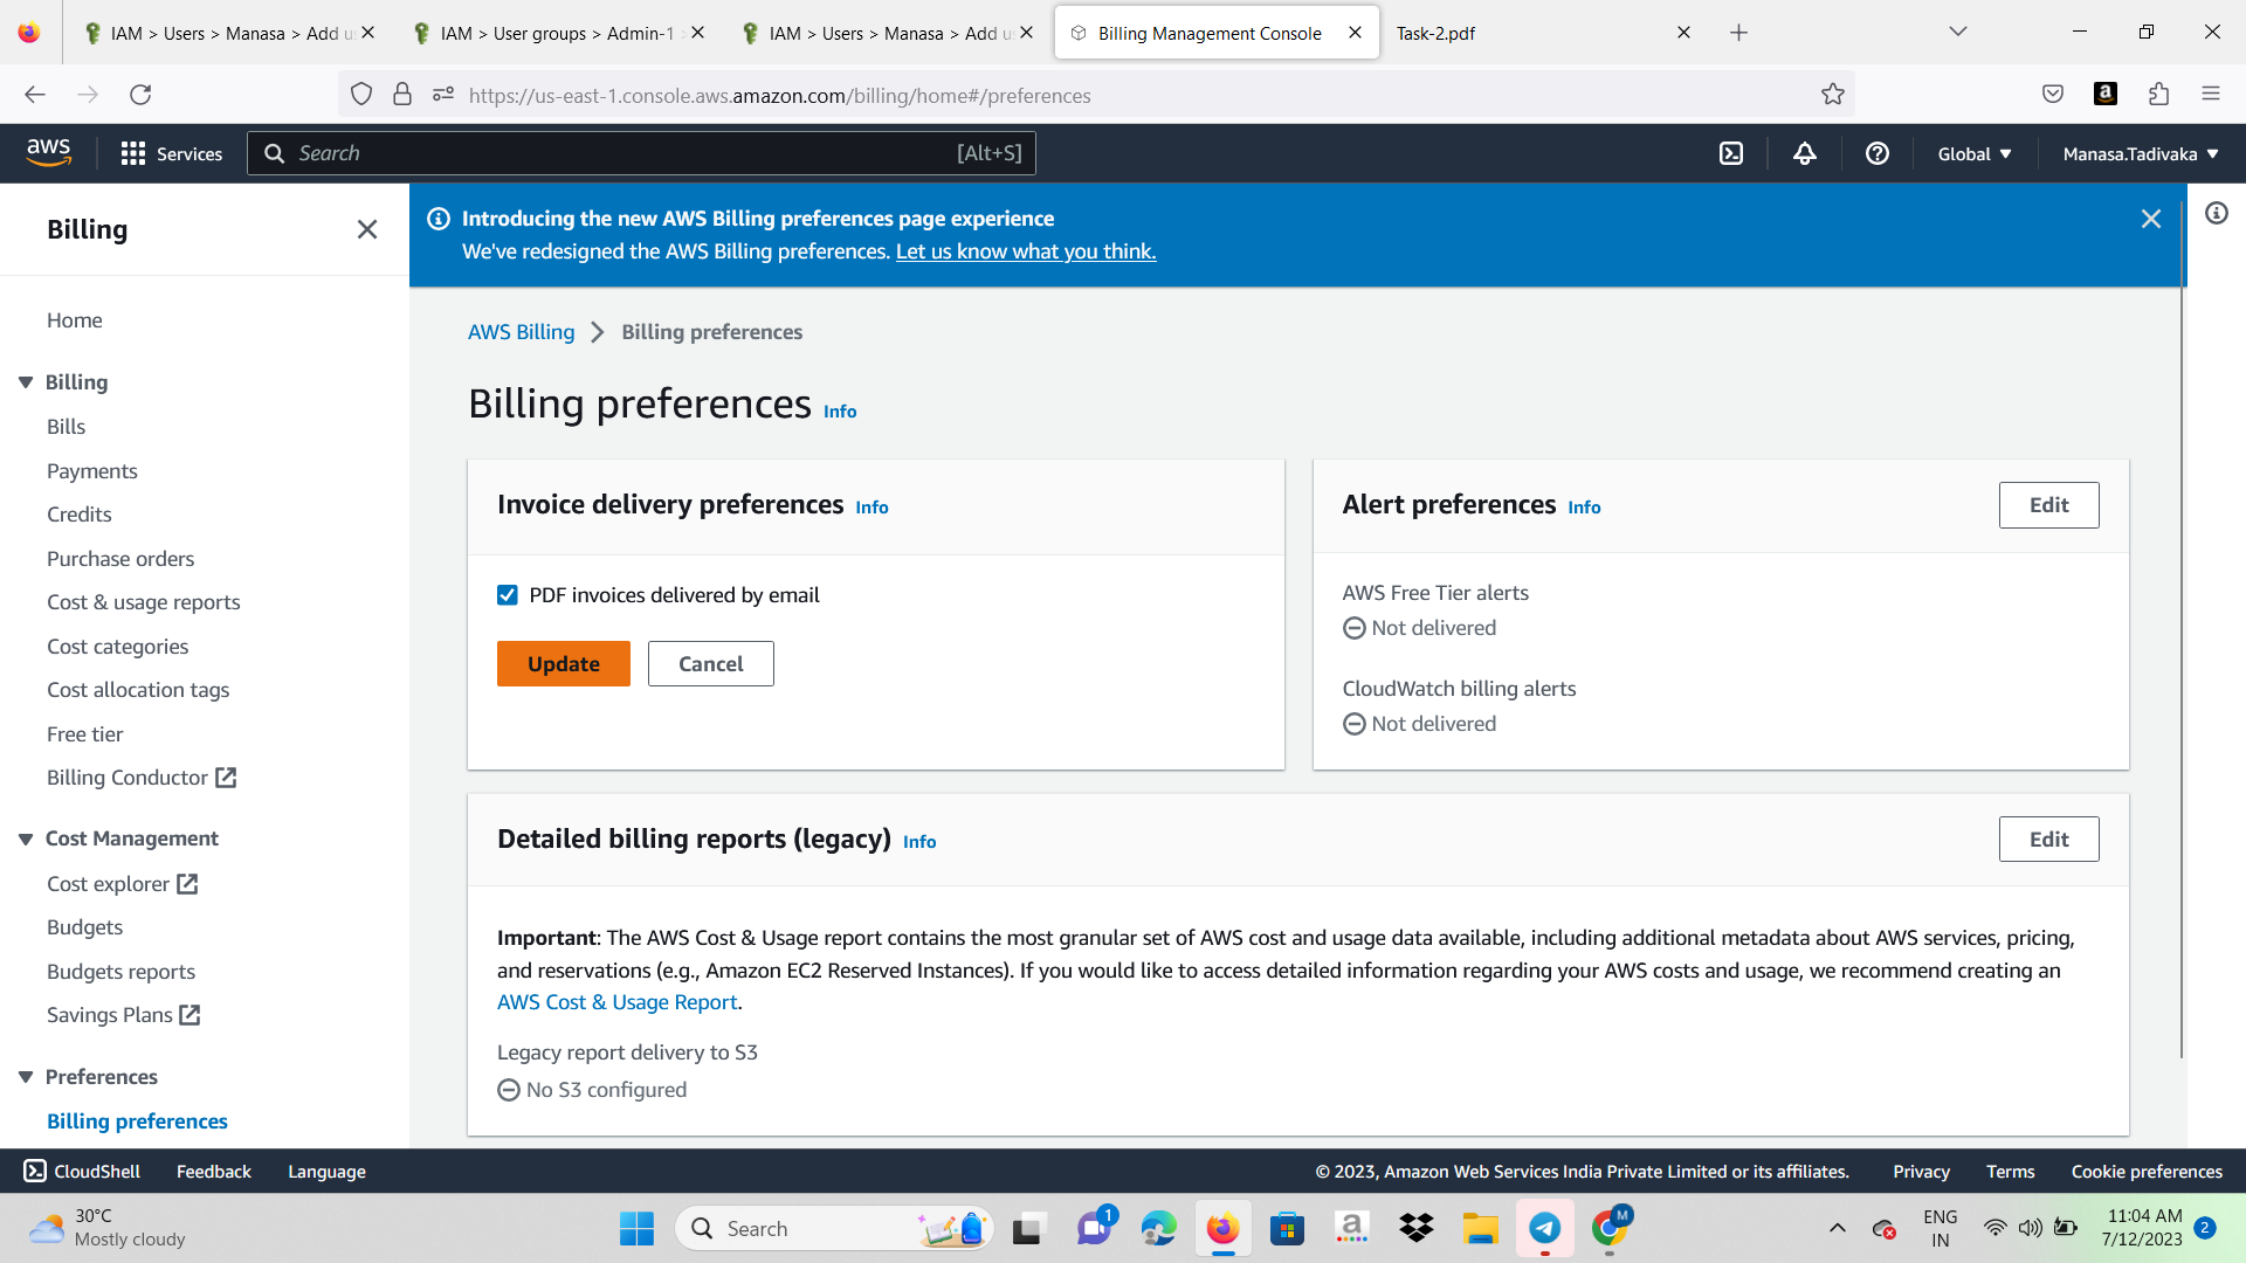 IAM > Users > Manasa > Add u
IAM > User groups > Admin-1
IAM > Users > Manasa > Add u
Billing Management Console
Task-2.pdf
https://us-east-1.console.aws.amazon.com/billing/home#/preferences
aws
Services
Search
[Alt+S]
Global
Manasa.Tadivaka
Billing
Home
Billing
Bills
Payments
Credits
Purchase orders
Cost & usage reports
Cost categories
Cost allocation tags
Free tier
Billing Conductor
Cost Management
Cost explorer
Budgets
Budgets reports
Savings Plans
Preferences
Billing preferences
Introducing the new AWS Billing preferences page experience
We've redesigned the AWS Billing preferences. Let us know what you think.
AWS Billing > Billing preferences
Billing preferences Info
Invoice delivery preferences Info
PDF invoices delivered by email
Update
Cancel
Alert preferences Info
Edit
AWS Free Tier alerts
Not delivered
CloudWatch billing alerts
Not delivered
Detailed billing reports (legacy) Info
Edit
Important: The AWS Cost & Usage report contains the most granular set of AWS cost and usage data available, including additional metadata about AWS services, pricing,
and reservations (e.g., Amazon EC2 Reserved Instances). If you would like to access detailed information regarding your AWS costs and usage, we recommend creating an
AWS Cost & Usage Report.
Legacy report delivery to S3
No S3 configured
CloudShell
Feedback
Language
© 2023, Amazon Web Services India Private Limited or its affiliates.
Privacy
Terms
Cookie preferences
30°C
Mostly cloudy
Search
1
a
M
ENG
IN
11:04 AM
7/12/2023
2